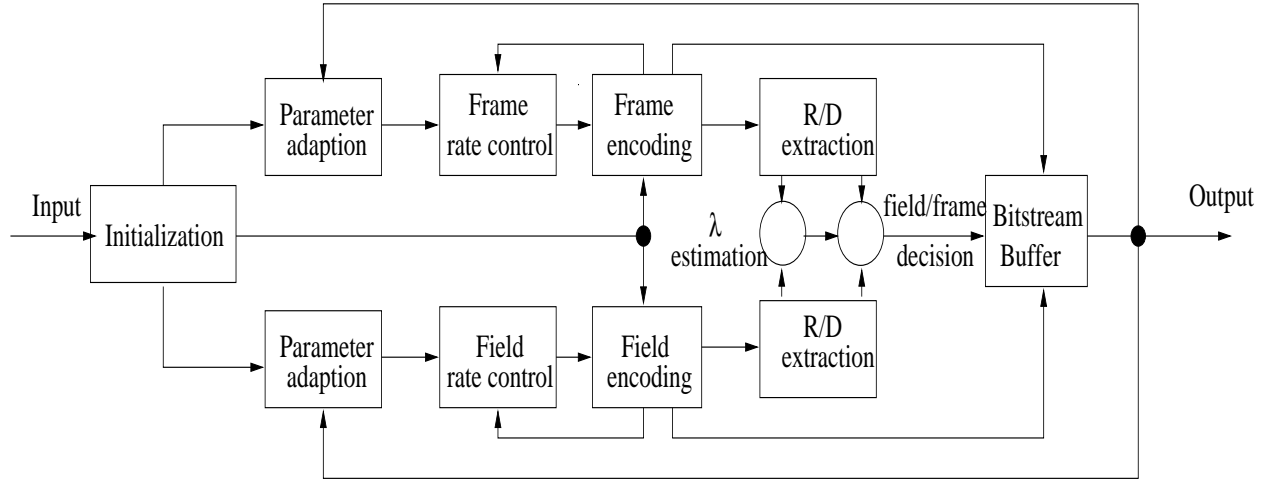 Parameter
adaption
Frame
rate control
Frame
encoding
R/D
extraction
Input
Initialization
λ
estimation
field/frame
decision
Bitstream
Buffer
Output
Parameter
adaption
Field
rate control
Field
encoding
R/D
extraction